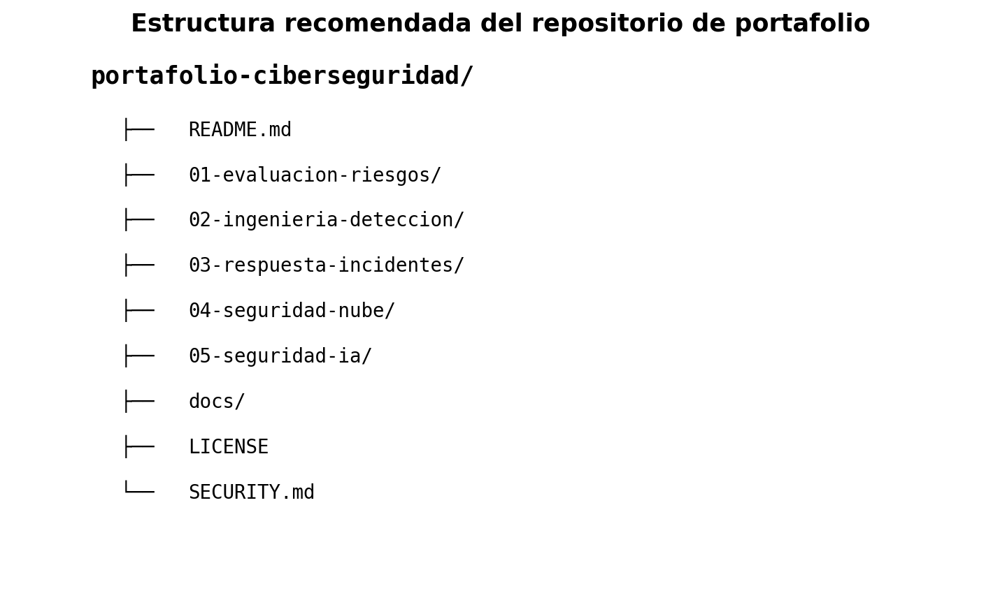 Estructura recomendada del repositorio de portafolio
portafolio-ciberseguridad/
├── README.md
├── 01-evaluacion-riesgos/
├── 02-ingenieria-deteccion/
├── 03-respuesta-incidentes/
├── 04-seguridad-nube/
├── 05-seguridad-ia/
├── docs/
├── LICENSE
└── SECURITY.md